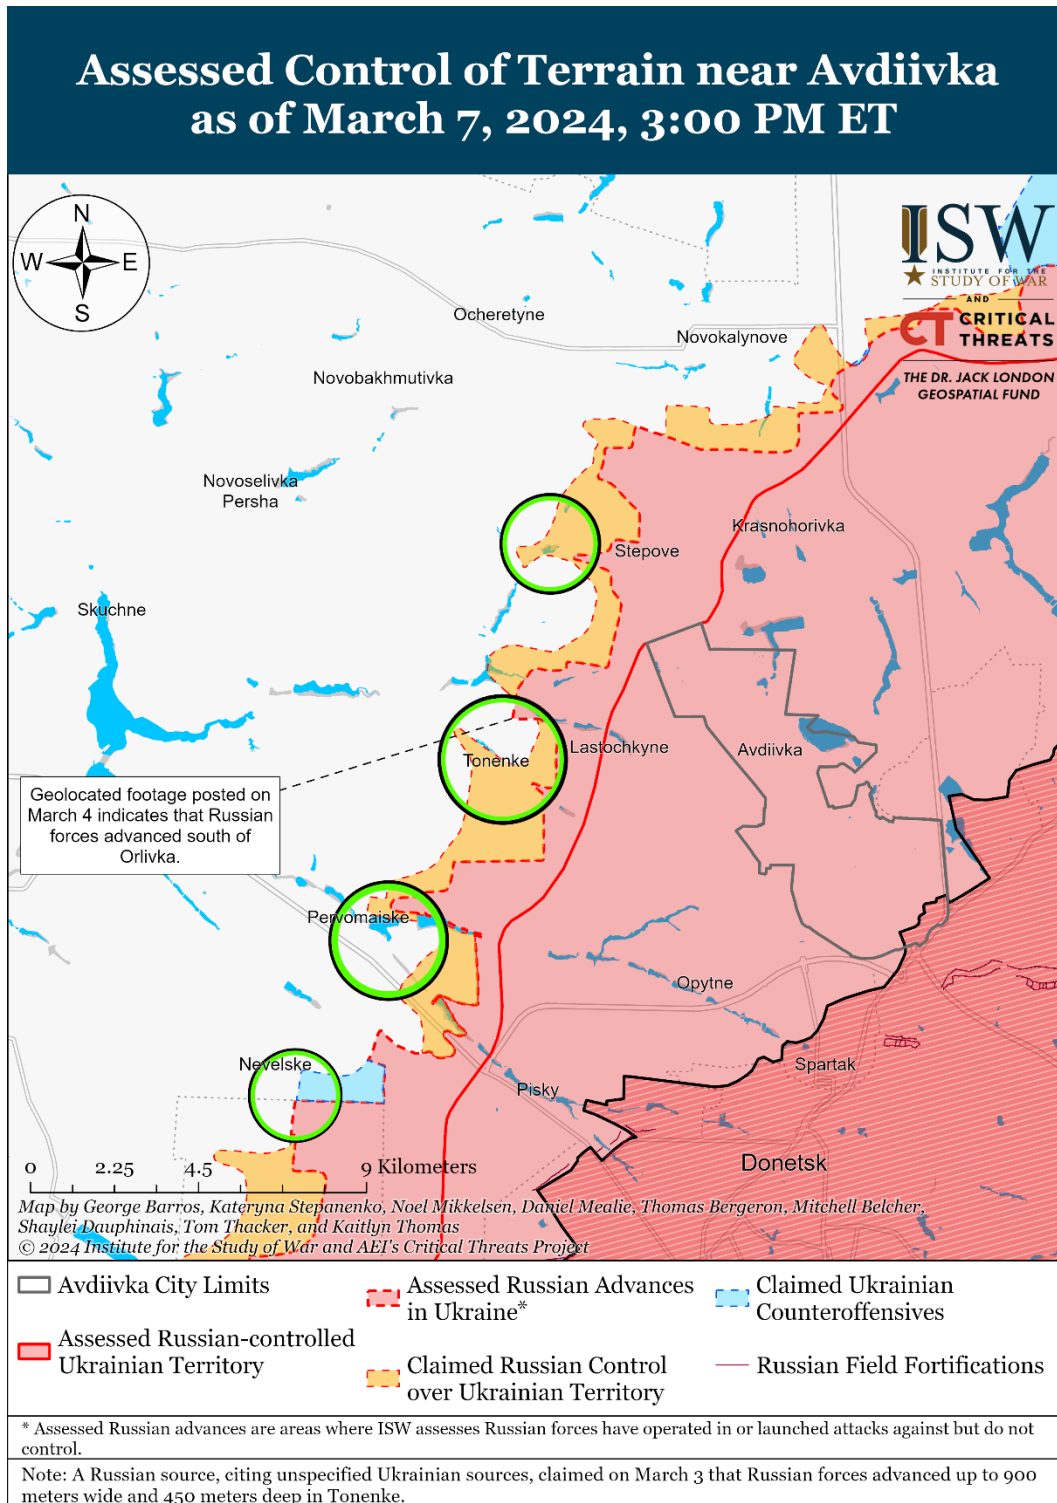 Assessed Control of Terrain near Avdiivka
as of March 7, 2024, 3:00 PM ET
N
W
E
S
ISW
INSTITUTE FOR THE
STUDY OF WAR
AND
CT CRITICAL
THREATS
THE DR. JACK LONDON
GEOSPATIAL FUND
Ocheretyne
Novokalynove
Novobakhmutivka
Novoselivka
Persha
Krasnohorivka
Stepove
Skuchne
Lastochkyne
Avdiivka
Tonenke
Geolocated footage posted on
March 4 indicates that Russian
forces advanced south of
Orlivka.
Pervomaiske
Opytne
Nevelske
Spartak
Pisky
Donetsk
0 2.25 4.5 9 Kilometers
Map by George Barros, Kateryna Stepanenko, Noel Mikkelsen, Daniel Mealie, Thomas Bergeron, Mitchell Belcher,
Shaylei Dauphinais, Tom Thacker, and Kaitlyn Thomas
© 2024 Institute for the Study of War and AEI's Critical Threats Project
Avdiivka City Limits
Assessed Russian-controlled
Ukrainian Territory
Assessed Russian Advances
in Ukraine*
Claimed Russian Control
over Ukrainian Territory
Claimed Ukrainian
Counteroffensives
Russian Field Fortifications
* Assessed Russian advances are areas where ISW assesses Russian forces have operated in or launched attacks against but do not
control.
Note: A Russian source, citing unspecified Ukrainian sources, claimed on March 3 that Russian forces advanced up to 900
meters wide and 450 meters deep in Tonenke.